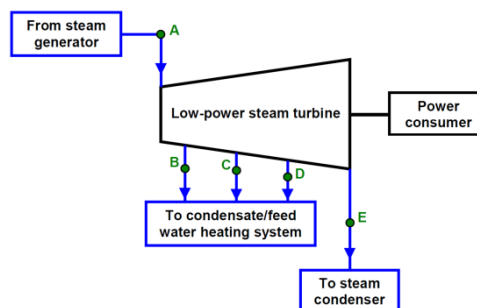 From steam
generator
A
Low-power steam turbine
Power
consumer
B
C
D
To condensate/feed
water heating system
E
To steam
condenser